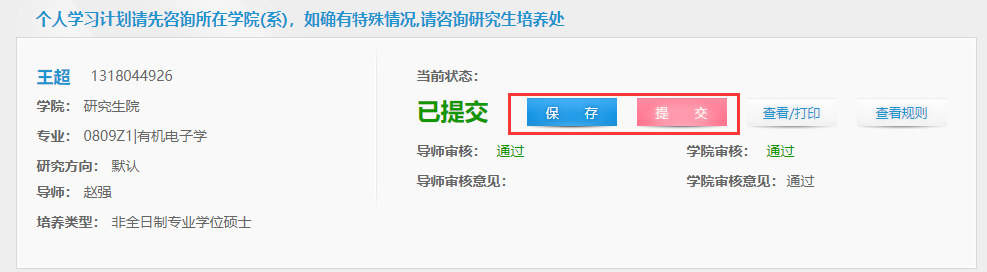 个人学习计划请先咨询所在学院(系)，如确有特殊情况,请咨询研究生培养处
王超 1318044926
学院： 研究生院
专业： 0809Z1|有机电子学
研究方向： 默认
导师： 赵强
培养类型： 非全日制专业学位硕士
当前状态：
已提交 保 存 提 交 查看/打印 查看规则
导师审核： 通过 学院审核： 通过
导师审核意见： 学院审核意见： 通过